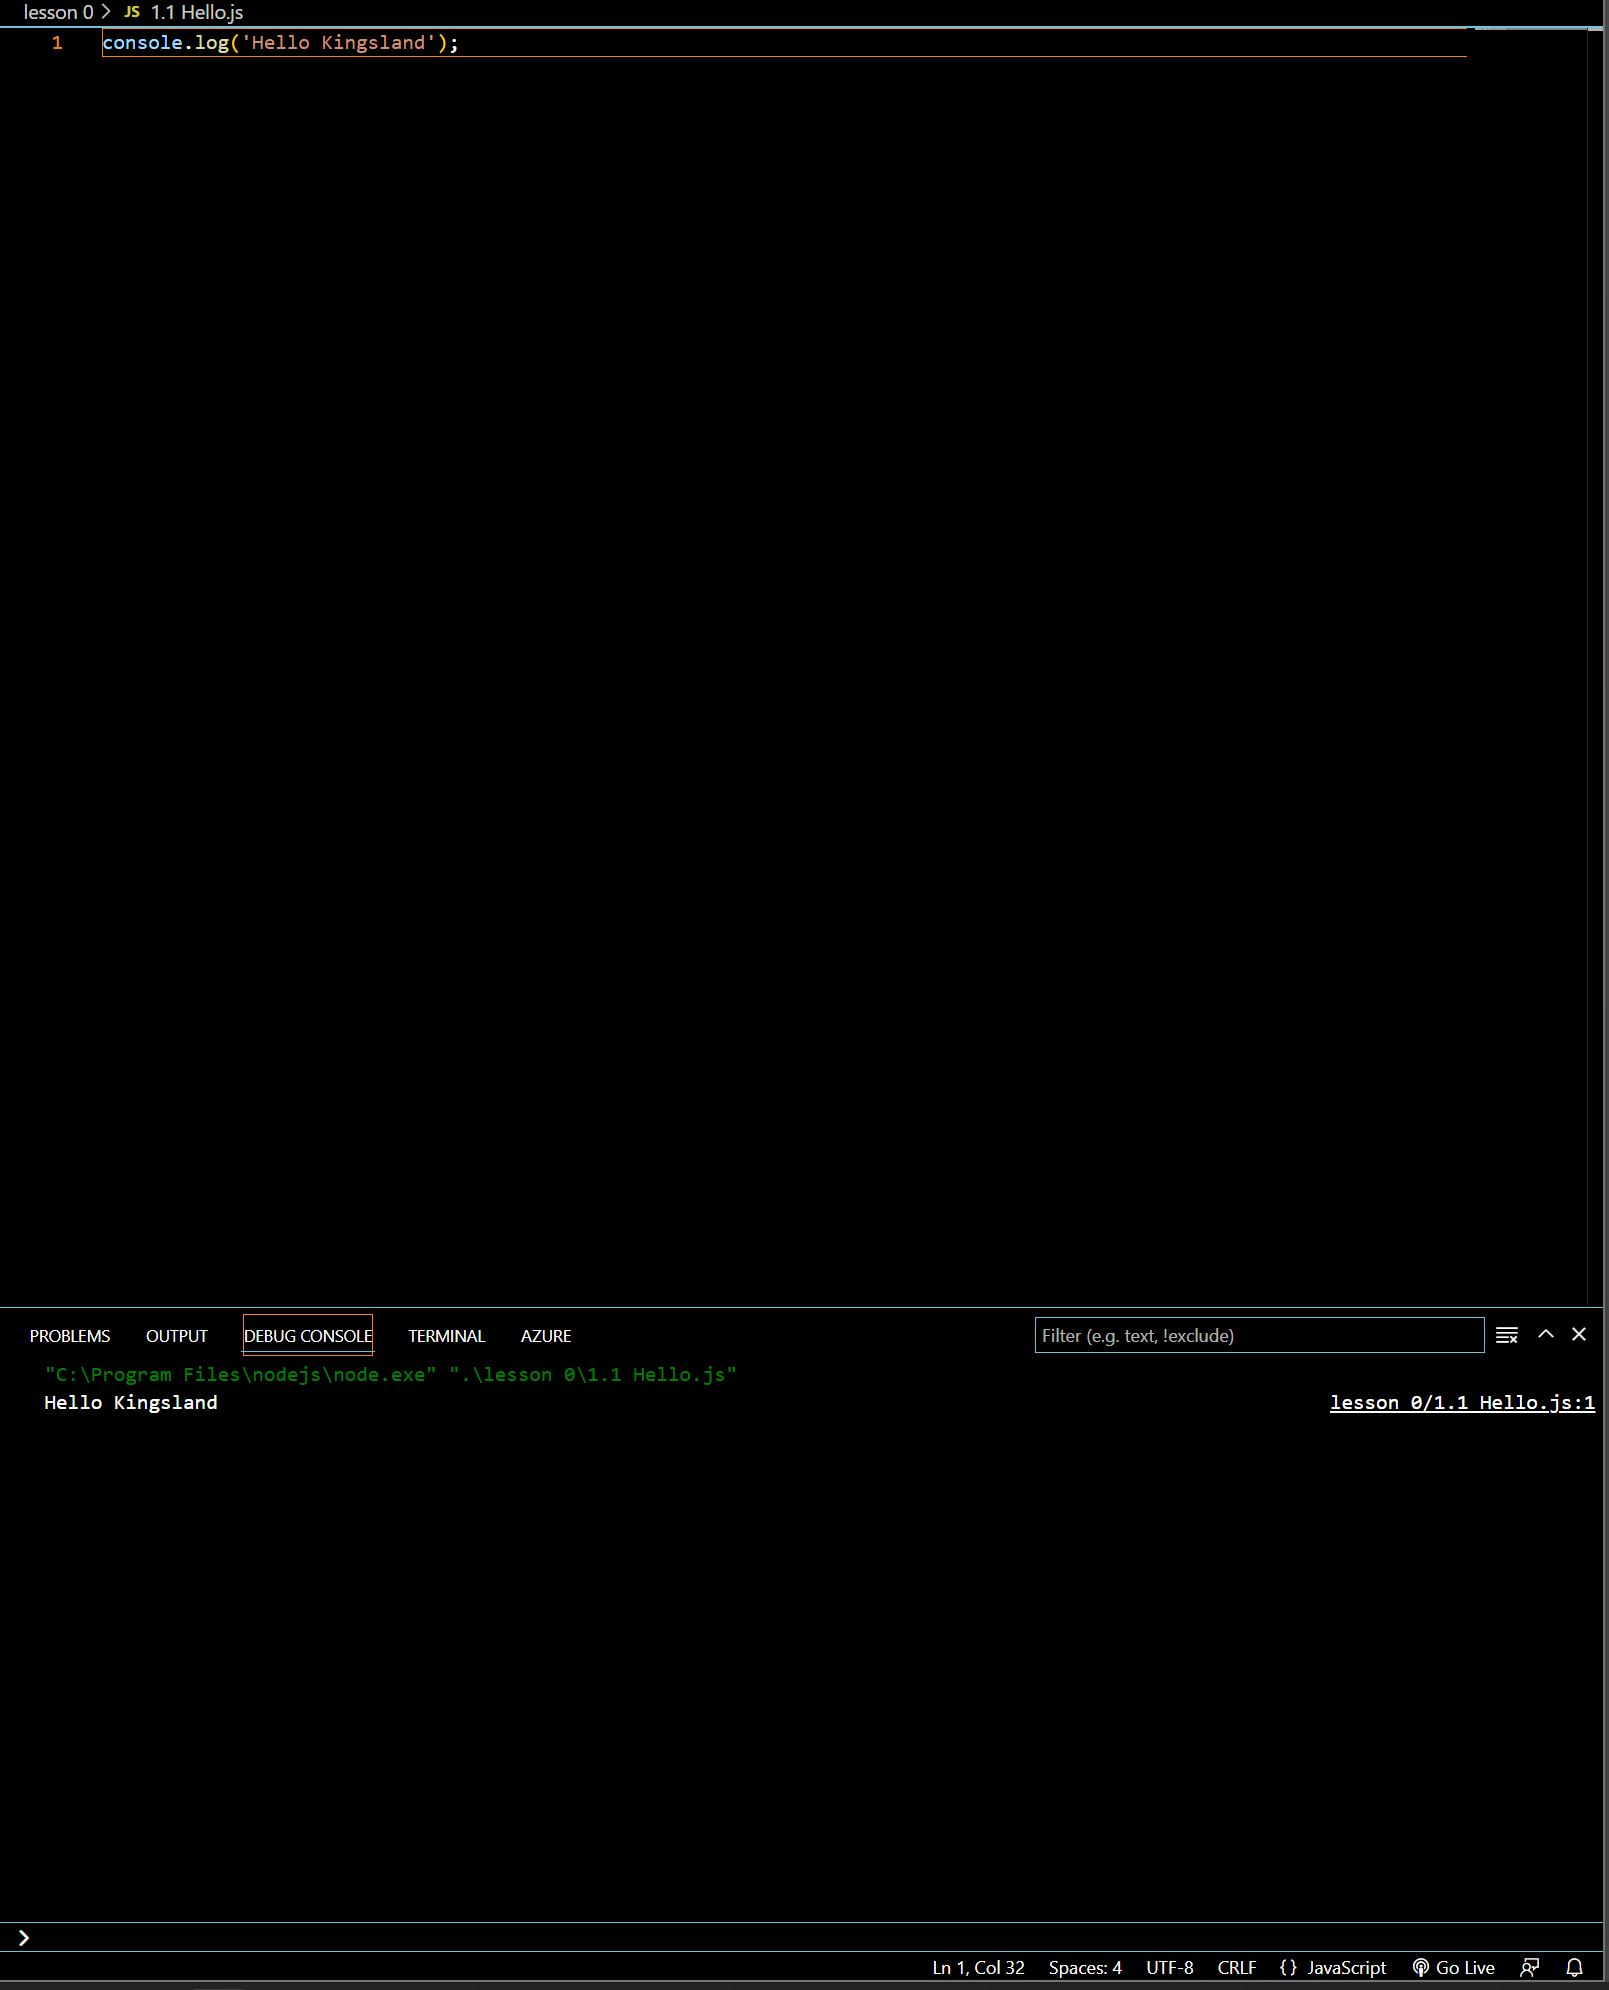 lesson 0 > JS 1.1 Hello.js
1 console.log('Hello Kingsland');
PROBLEMS OUTPUT DEBUG CONSOLE TERMINAL AZURE Filter (e.g. text, !exclude)
"C:\Program Files\nodejs\node.exe" ".\lesson 0\1.1 Hello.js"
Hello Kingsland lesson 0/1.1 Hello.js:1
>
Ln 1, Col 32 Spaces: 4 UTF-8 CRLF {} JavaScript Go Live